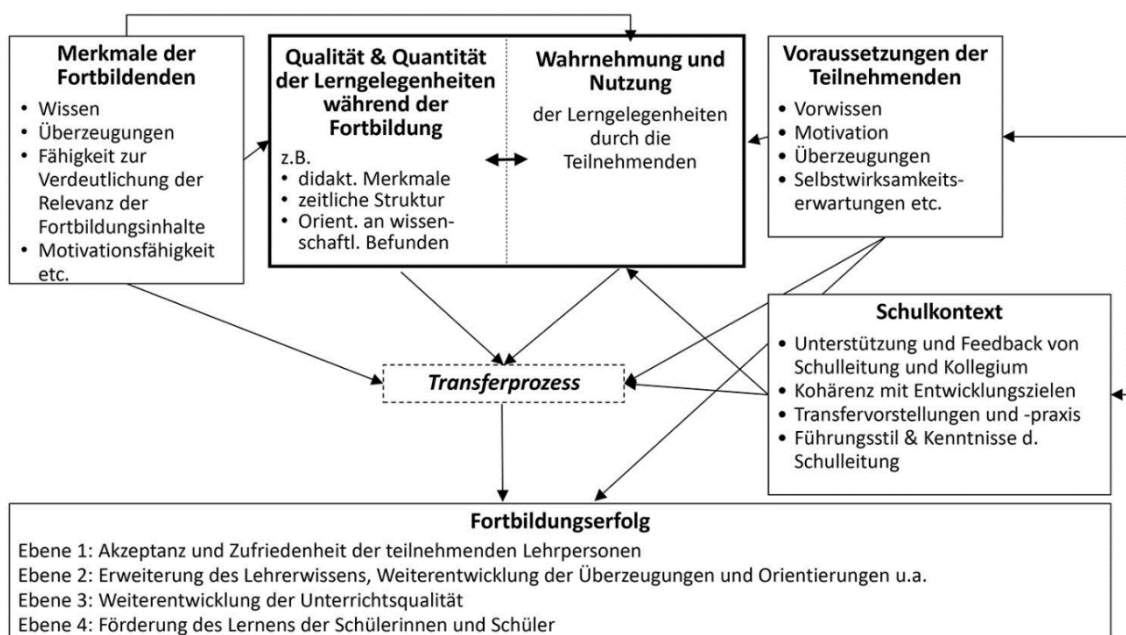 Merkmale der
Fortbildenden
• Wissen
• Überzeugungen
• Fähigkeit zur
Verdeutlichung der
Relevanz der
Fortbildungsinhalte
• Motivationsfähigkeit
etc.
Qualität & Quantität
der Lerngelegenheiten
während der
Fortbildung
z.B.
• didakt. Merkmale
• zeitliche Struktur
• Orient. an wissen-
schaftl. Befunden
Wahrnehmung und
Nutzung
der Lerngelegenheiten
durch die
Teilnehmenden
Voraussetzungen der
Teilnehmenden
• Vorwissen
• Motivation
• Überzeugungen
• Selbstwirksamkeits-
erwartungen etc.
Schulkontext
• Unterstützung und Feedback von
Schulleitung und Kollegium
• Kohärenz mit Entwicklungszielen
• Transfervorstellungen und -praxis
• Führungsstil & Kenntnisse d.
Schulleitung
Transferprozess
Fortbildungserfolg
Ebene 1: Akzeptanz und Zufriedenheit der teilnehmenden Lehrpersonen
Ebene 2: Erweiterung des Lehrerwissens, Weiterentwicklung der Überzeugungen und Orientierungen u.a.
Ebene 3: Weiterentwicklung der Unterrichtsqualität
Ebene 4: Förderung des Lernens der Schülerinnen und Schüler